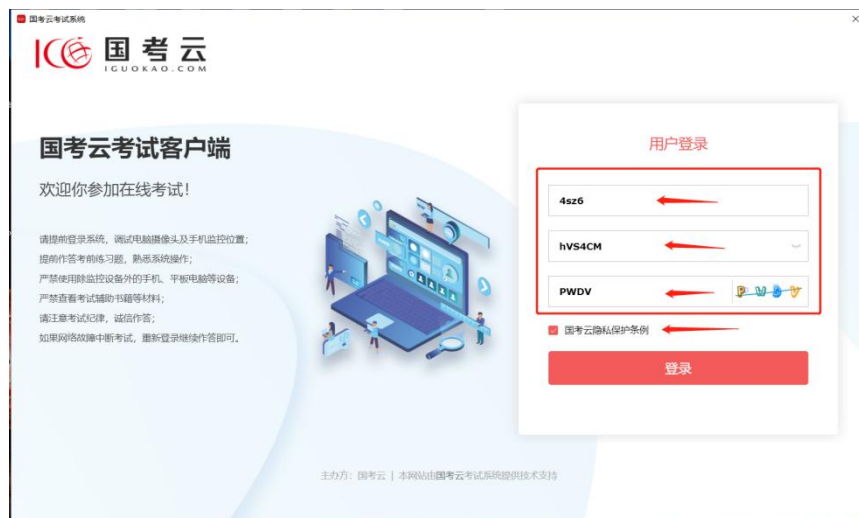 国考云考试系统
国考云
IGUOKAO.COM
国考云考试客户端
欢迎你参加在线考试！
请提前登录系统，调试电脑摄像头及手机监控位置；
提前作答考前练习题，熟悉系统操作；
严禁使用除监控设备外的手机、平板电脑等设备；
严禁查看考试辅助书籍等材料；
请注意考试纪律，诚信作答；
如果网络故障中断考试，重新登录继续作答即可。
用户登录
4sz6
hVS4CM
PWDV
PWDV
国考云隐私保护条例
登录
主办方：国考云 | 本网站由国考云考试系统提供技术支持